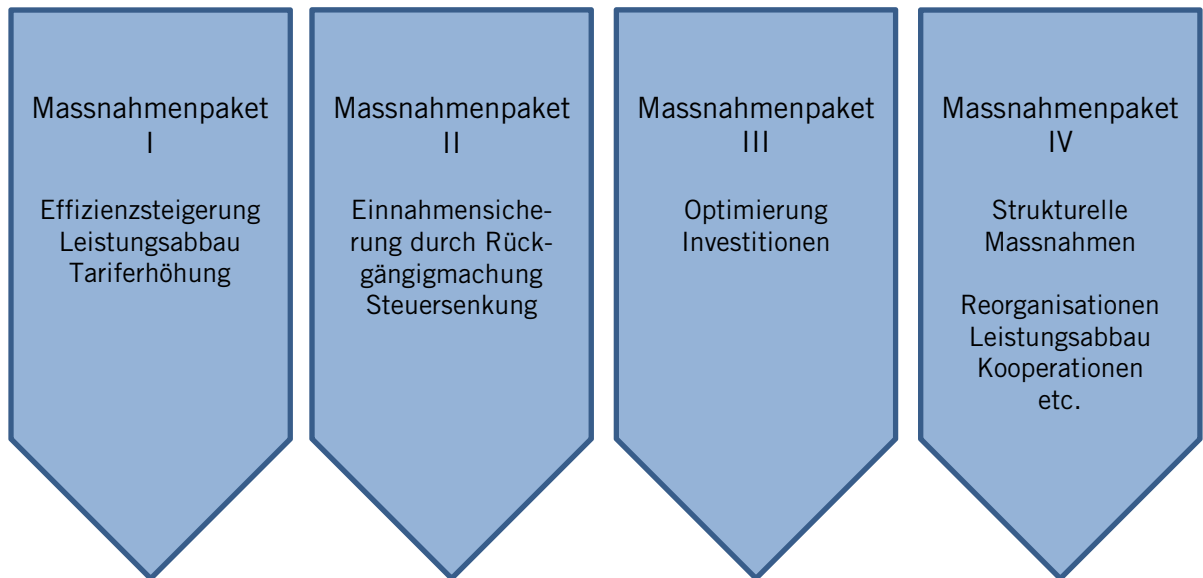 Massnahmenpaket
I
Effizienzsteigerung
Leistungsabbau
Tariferhöhung
Massnahmenpaket
II
Einnahmensiche-
rung durch Rück-
gängigmachung
Steuersenkung
Massnahmenpaket
III
Optimierung
Investitionen
Massnahmenpaket
IV
Strukturelle
Massnahmen
Reorganisationen
Leistungsabbau
Kooperationen
etc.